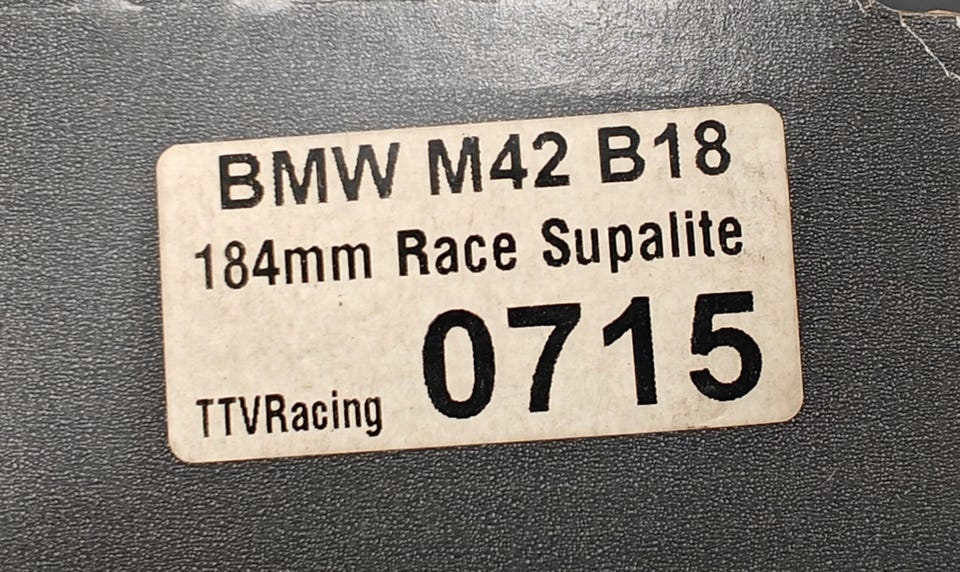 BMW M42 B18
184mm Race Supalite
TTVRacing 0715